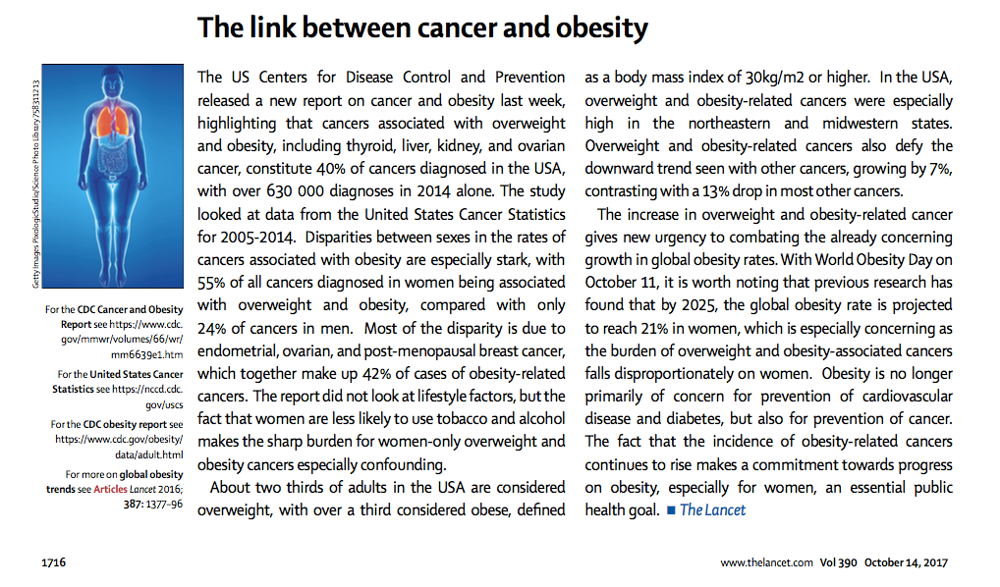 The link between cancer and obesity
Getty Images PixologicStudio/Science Photo Library 758311213
For the CDC Cancer and Obesity
Report see https://www.cdc.
gov/mmwr/volumes/66/wr/
mm6639e1.htm
For the United States Cancer
Statistics see https://nccd.cdc.
gov/uscs
For the CDC obesity report see
https://www.cdc.gov/obesity/
data/adult.html
For more on global obesity
trends see Articles Lancet 2016;
387: 1377–96
The US Centers for Disease Control and Prevention
released a new report on cancer and obesity last week,
highlighting that cancers associated with overweight
and obesity, including thyroid, liver, kidney, and ovarian
cancer, constitute 40% of cancers diagnosed in the USA,
with over 630 000 diagnoses in 2014 alone. The study
looked at data from the United States Cancer Statistics
for 2005-2014. Disparities between sexes in the rates of
cancers associated with obesity are especially stark, with
55% of all cancers diagnosed in women being associated
with overweight and obesity, compared with only
24% of cancers in men. Most of the disparity is due to
endometrial, ovarian, and post-menopausal breast cancer,
which together make up 42% of cases of obesity-related
cancers. The report did not look at lifestyle factors, but the
fact that women are less likely to use tobacco and alcohol
makes the sharp burden for women-only overweight and
obesity cancers especially confounding.
About two thirds of adults in the USA are considered
overweight, with over a third considered obese, defined
as a body mass index of 30kg/m2 or higher. In the USA,
overweight and obesity-related cancers were especially
high in the northeastern and midwestern states.
Overweight and obesity-related cancers also defy the
downward trend seen with other cancers, growing by 7%,
contrasting with a 13% drop in most other cancers.
The increase in overweight and obesity-related cancer
gives new urgency to combating the already concerning
growth in global obesity rates. With World Obesity Day on
October 11, it is worth noting that previous research has
found that by 2025, the global obesity rate is projected
to reach 21% in women, which is especially concerning as
the burden of overweight and obesity-associated cancers
falls disproportionately on women. Obesity is no longer
primarily of concern for prevention of cardiovascular
disease and diabetes, but also for prevention of cancer.
The fact that the incidence of obesity-related cancers
continues to rise makes a commitment towards progress
on obesity, especially for women, an essential public
health goal. ■ The Lancet
1716
www.thelancet.com Vol 390 October 14, 2017